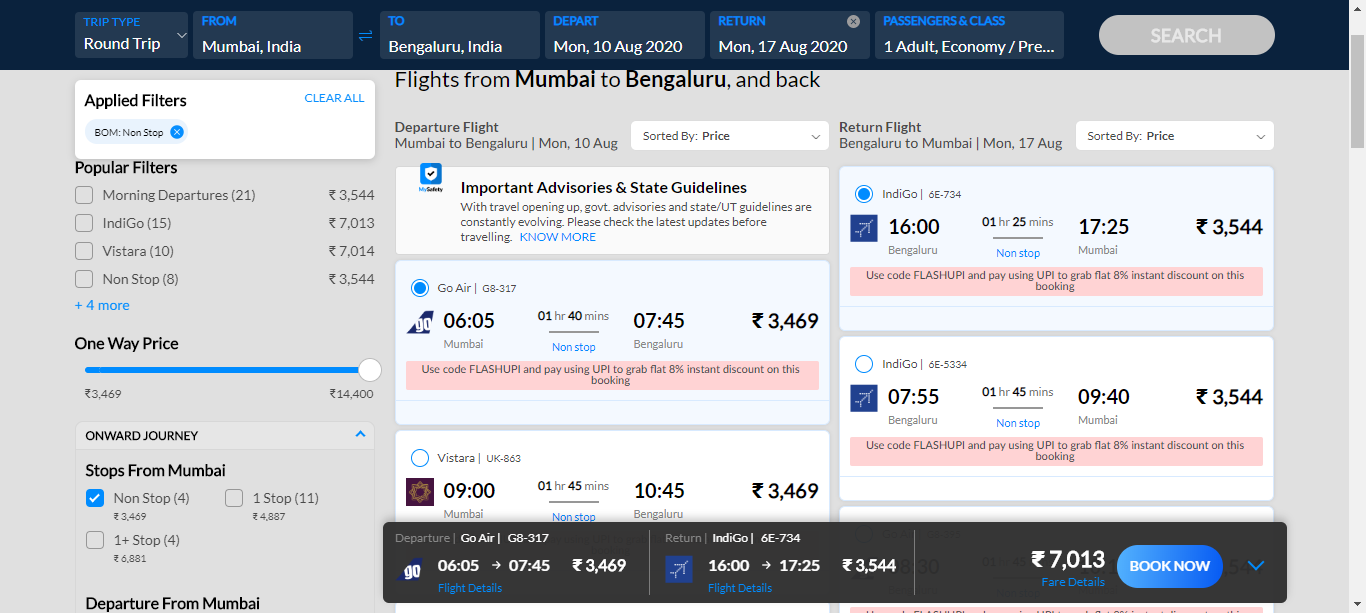 TRIP TYPE
Round Trip
FROM
Mumbai, India
TO
Bengaluru, India
DEPART
Mon, 10 Aug 2020
RETURN
Mon, 17 Aug 2020
PASSENGERS & CLASS
1 Adult, Economy / Pre...
SEARCH
Flights from Mumbai to Bengaluru, and back
Applied Filters
CLEAR ALL
BOM: Non Stop
Popular Filters
Morning Departures (21) ₹ 3,544
IndiGo (15) ₹ 7,013
Vistara (10) ₹ 7,014
Non Stop (8) ₹ 3,544
+ 4 more
One Way Price
₹3,469 ₹14,400
ONWARD JOURNEY
Stops From Mumbai
Non Stop (4) 1 Stop (11)
₹ 3,469 ₹ 4,887
1+ Stop (4)
₹ 6,881
Departure From Mumbai
Departure Flight
Mumbai to Bengaluru | Mon, 10 Aug
Sorted By: Price
MySafety
Important Advisories & State Guidelines
With travel opening up, govt. advisories and state/UT guidelines are
constantly evolving. Please check the latest updates before
travelling. KNOW MORE
Go Air | G8-317
go
06:05 01 hr 40 mins 07:45 ₹ 3,469
Mumbai Non stop Bengaluru
Use code FLASHUPI and pay using UPI to grab flat 8% instant discount on this
booking
Vistara | UK-863
09:00 01 hr 45 mins 10:45 ₹ 3,469
Mumbai Non stop Bengaluru
Return Flight
Bengaluru to Mumbai | Mon, 17 Aug
Sorted By: Price
IndiGo | 6E-734
16:00 01 hr 25 mins 17:25 ₹ 3,544
Bengaluru Non stop Mumbai
Use code FLASHUPI and pay using UPI to grab flat 8% instant discount on this
booking
IndiGo | 6E-5334
07:55 01 hr 45 mins 09:40 ₹ 3,544
Bengaluru Non stop Mumbai
Use code FLASHUPI and pay using UPI to grab flat 8% instant discount on this
booking
Departure | Go Air | G8-317
go
06:05 → 07:45 ₹ 3,469
Flight Details
Return | IndiGo | 6E-734
16:00 → 17:25 ₹ 3,544
Flight Details
₹ 7,013
Fare Details
BOOK NOW